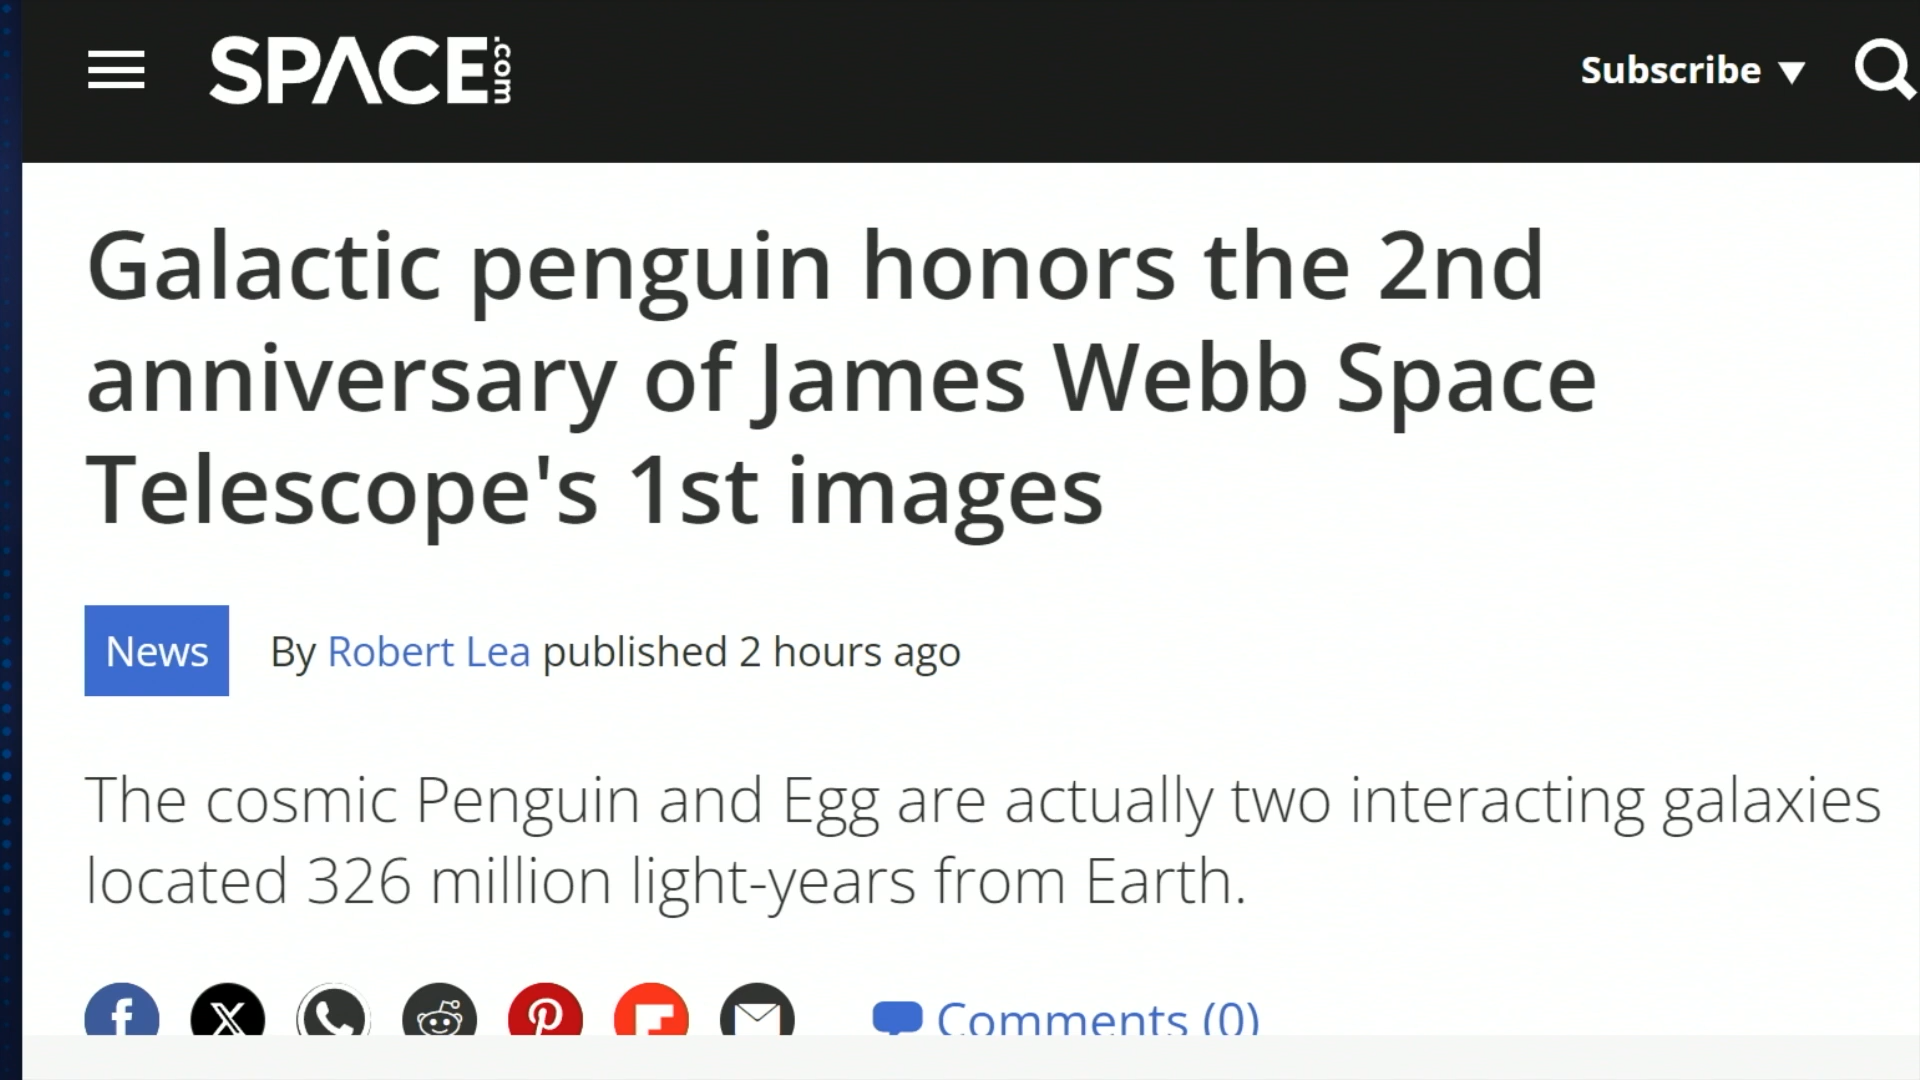 SPACE.com
Subscribe ▼
Galactic penguin honors the 2nd
anniversary of James Webb Space
Telescope's 1st images
News
By Robert Lea published 2 hours ago
The cosmic Penguin and Egg are actually two interacting galaxies
located 326 million light-years from Earth.
Comments (0)